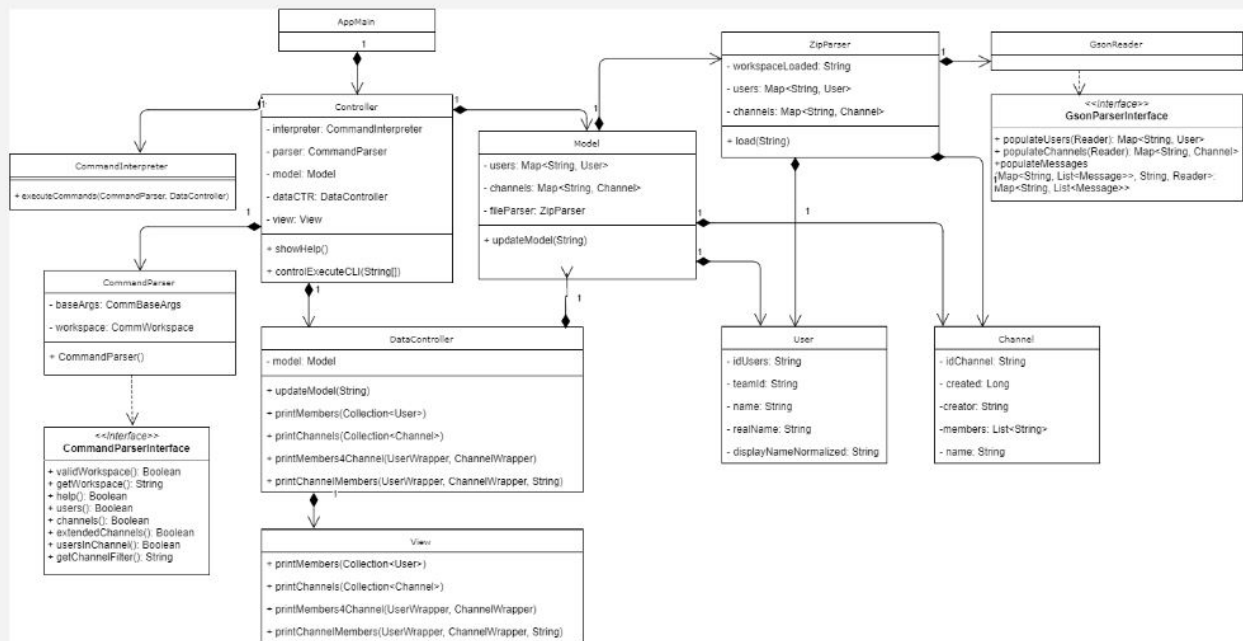 AppMain
1
Controller
- interpreter: CommandInterpreter
- parser: CommandParser
- model: Model
- dataCTR: DataController
- view: View
+ showHelp()
+ controlExecuteCLI(String[])
1
1
1
1
CommandInterpreter
+ executeCommands(CommandParser, DataController)
CommandParser
- baseArgs: CommBaseArgs
- workspace: CommWorkspace
+ CommandParser()
<<Interface>>
CommandParserInterface
+ validWorkspace(): Boolean
+ getWorkspace(): String
+ help(): Boolean
+ users(): Boolean
+ channels(): Boolean
+ extendedChannels(): Boolean
+ usersInChannel(): Boolean
+ getChannelFilter(): String
DataController
- model: Model
+ updateModel(String)
+ printMembers(Collection<User>)
+ printChannels(Collection<Channel>)
+ printMembers4Channel(UserWrapper, ChannelWrapper)
+ printChannelMembers(UserWrapper, ChannelWrapper, String)
1
1
View
+ printMembers(Collection<User>)
+ printChannels(Collection<Channel>)
+ printMembers4Channel(UserWrapper, ChannelWrapper)
+ printChannelMembers(UserWrapper, ChannelWrapper, String)
Model
- users: Map<String, User>
- channels: Map<String, Channel>
- fileParser: ZipParser
+ updateModel(String)
1
1
1
ZipParser
- workspaceLoaded: String
- users: Map<String, User>
- channels: Map<String, Channel>
+ load(String)
1
1
1
GsonReader
<<Interface>>
GsonParserInterface
+ populateUsers(Reader): Map<String, User>
+ populateChannels(Reader): Map<String, Channel>
+populateMessages
(Map<String, List<Message>>, String, Reader):
Map<String, List<Message>>
User
- idUsers: String
- teamId: String
- name: String
- realName: String
- displayNameNormalized: String
Channel
- idChannel: String
- created: Long
-creator: String
-members: List<String>
- name: String